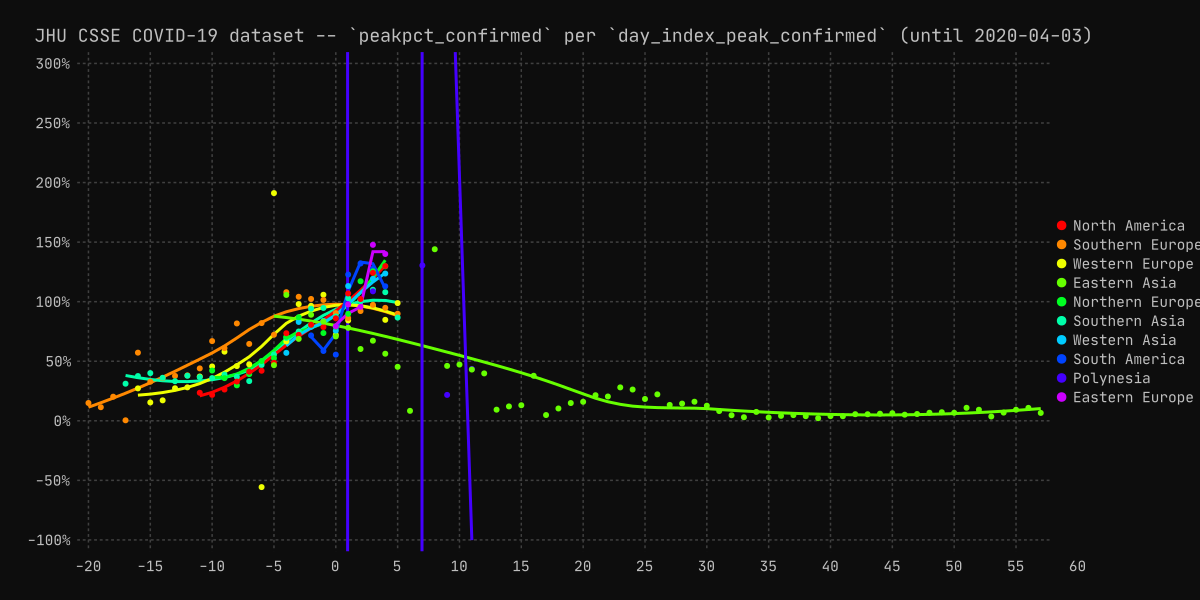 JHU CSSE COVID-19 dataset -- `peakpct_confirmed` per `day_index_peak_confirmed` (until 2020-04-03)
300%
250%
200%
150%
100%
50%
0%
-50%
-100%
-20 -15 -10 -5 0 5 10 15 20 25 30 35 40 45 50 55 60
North America
Southern Europe
Western Europe
Eastern Asia
Northern Europe
Southern Asia
Western Asia
South America
Polynesia
Eastern Europe